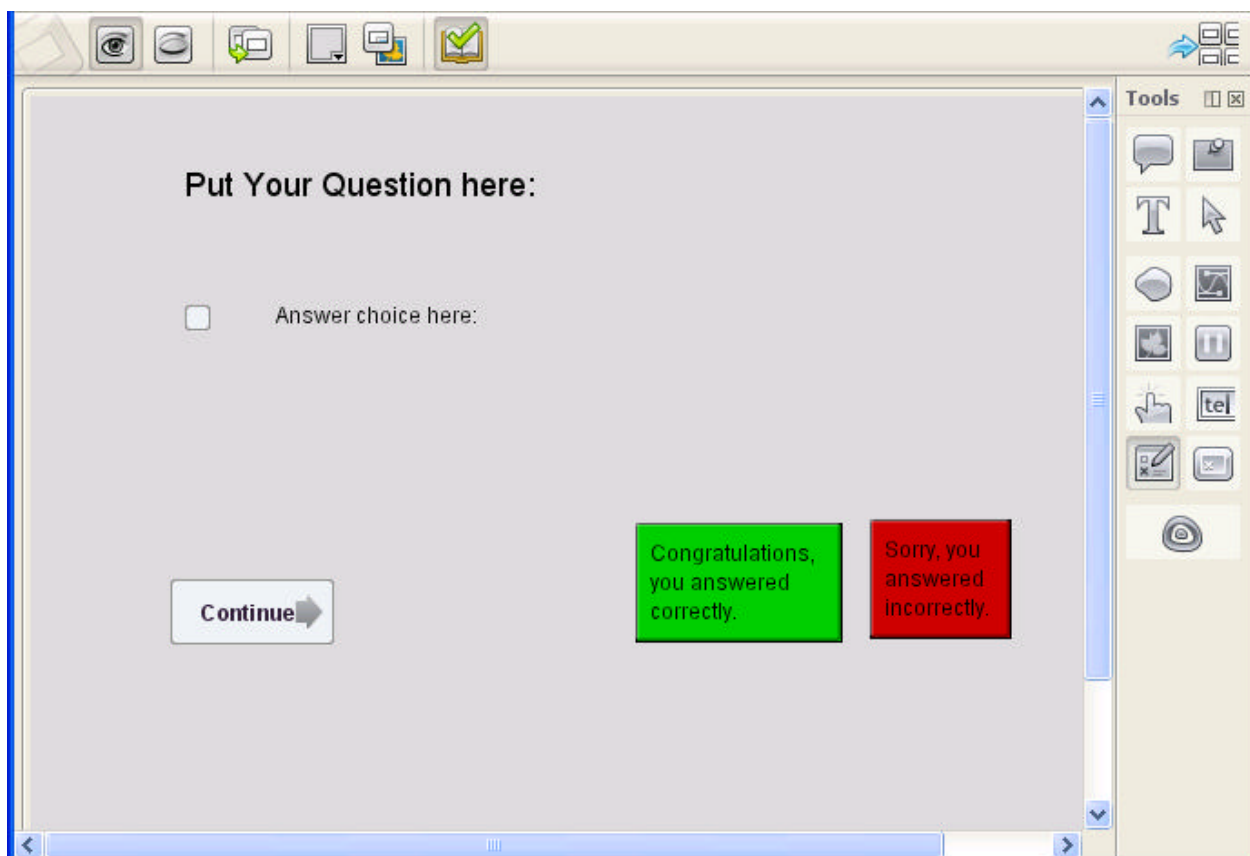 Tools
Put Your Question here:
T
Answer choice here:
tel
Congratulations,
you answered
correctly.
Sorry, you
answered
incorrectly.
Continue